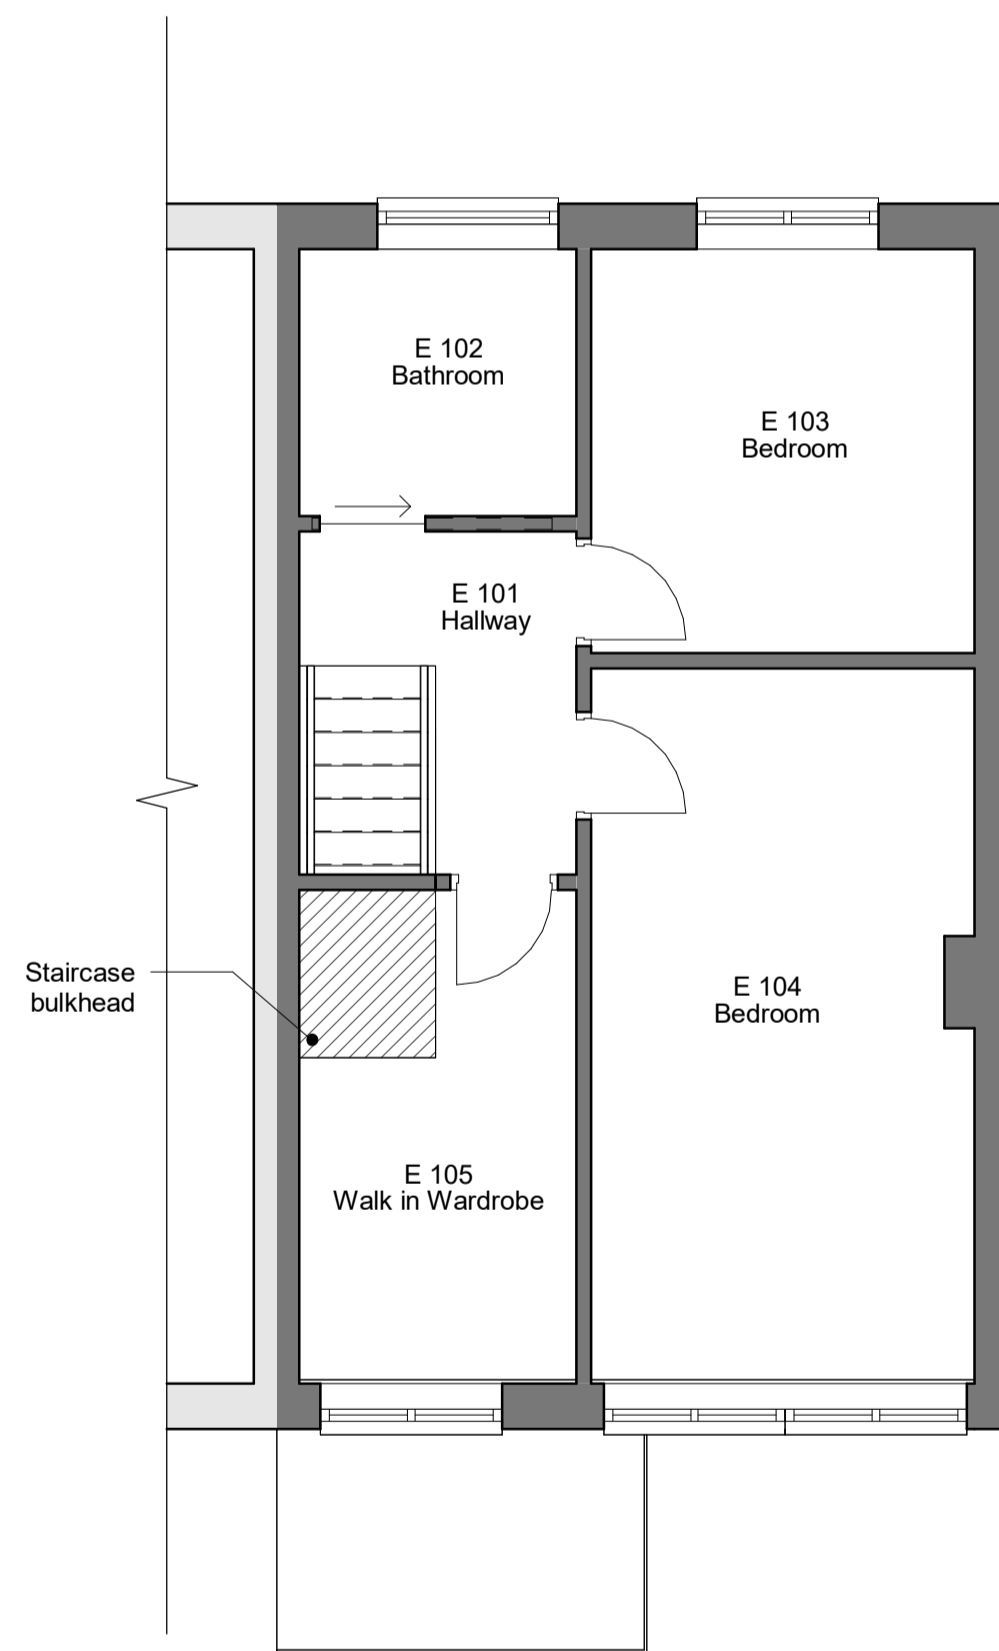 E 102
Bathroom
E 103
Bedroom
E 101
Hallway
Staircase
bulkhead
E 104
Bedroom
E 105
Walk in Wardrobe